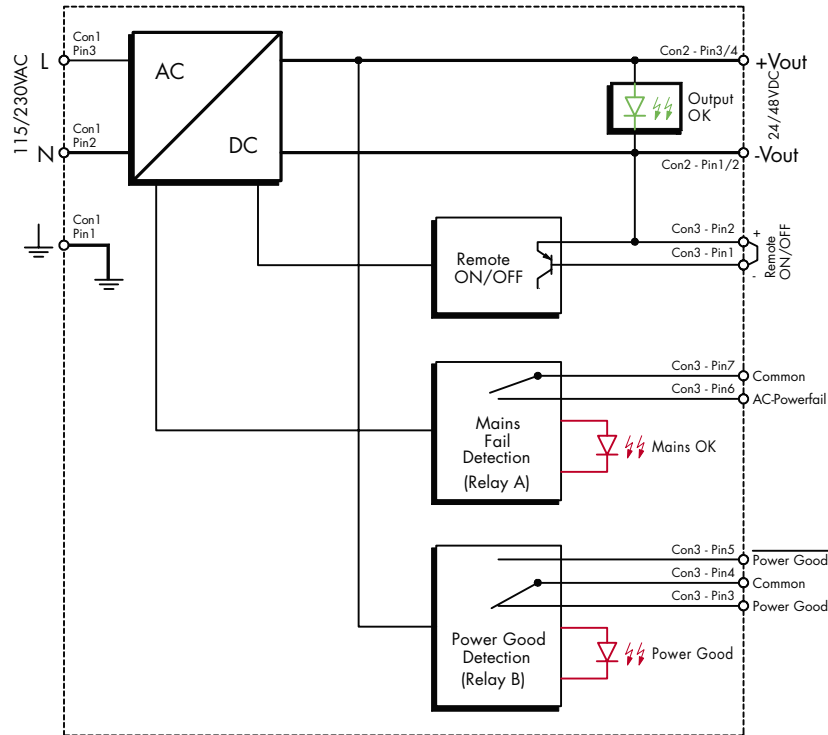 115/230VAC
L
Con1
Pin3
N
Con1
Pin2
Con1
Pin1
AC
DC
Con2 - Pin3/4
+Vout
24/48VDC
Output
OK
-Vout
Con2 - Pin1/2
Remote
ON/OFF
Con3 - Pin2
Con3 - Pin1
+
-
Remote
ON/OFF
Mains
Fail
Detection
(Relay A)
Con3 - Pin7
Common
Con3 - Pin6
AC-Powerfail
Mains OK
Power Good
Detection
(Relay B)
Con3 - Pin5
Power Good
Con3 - Pin4
Common
Con3 - Pin3
Power Good
Power Good